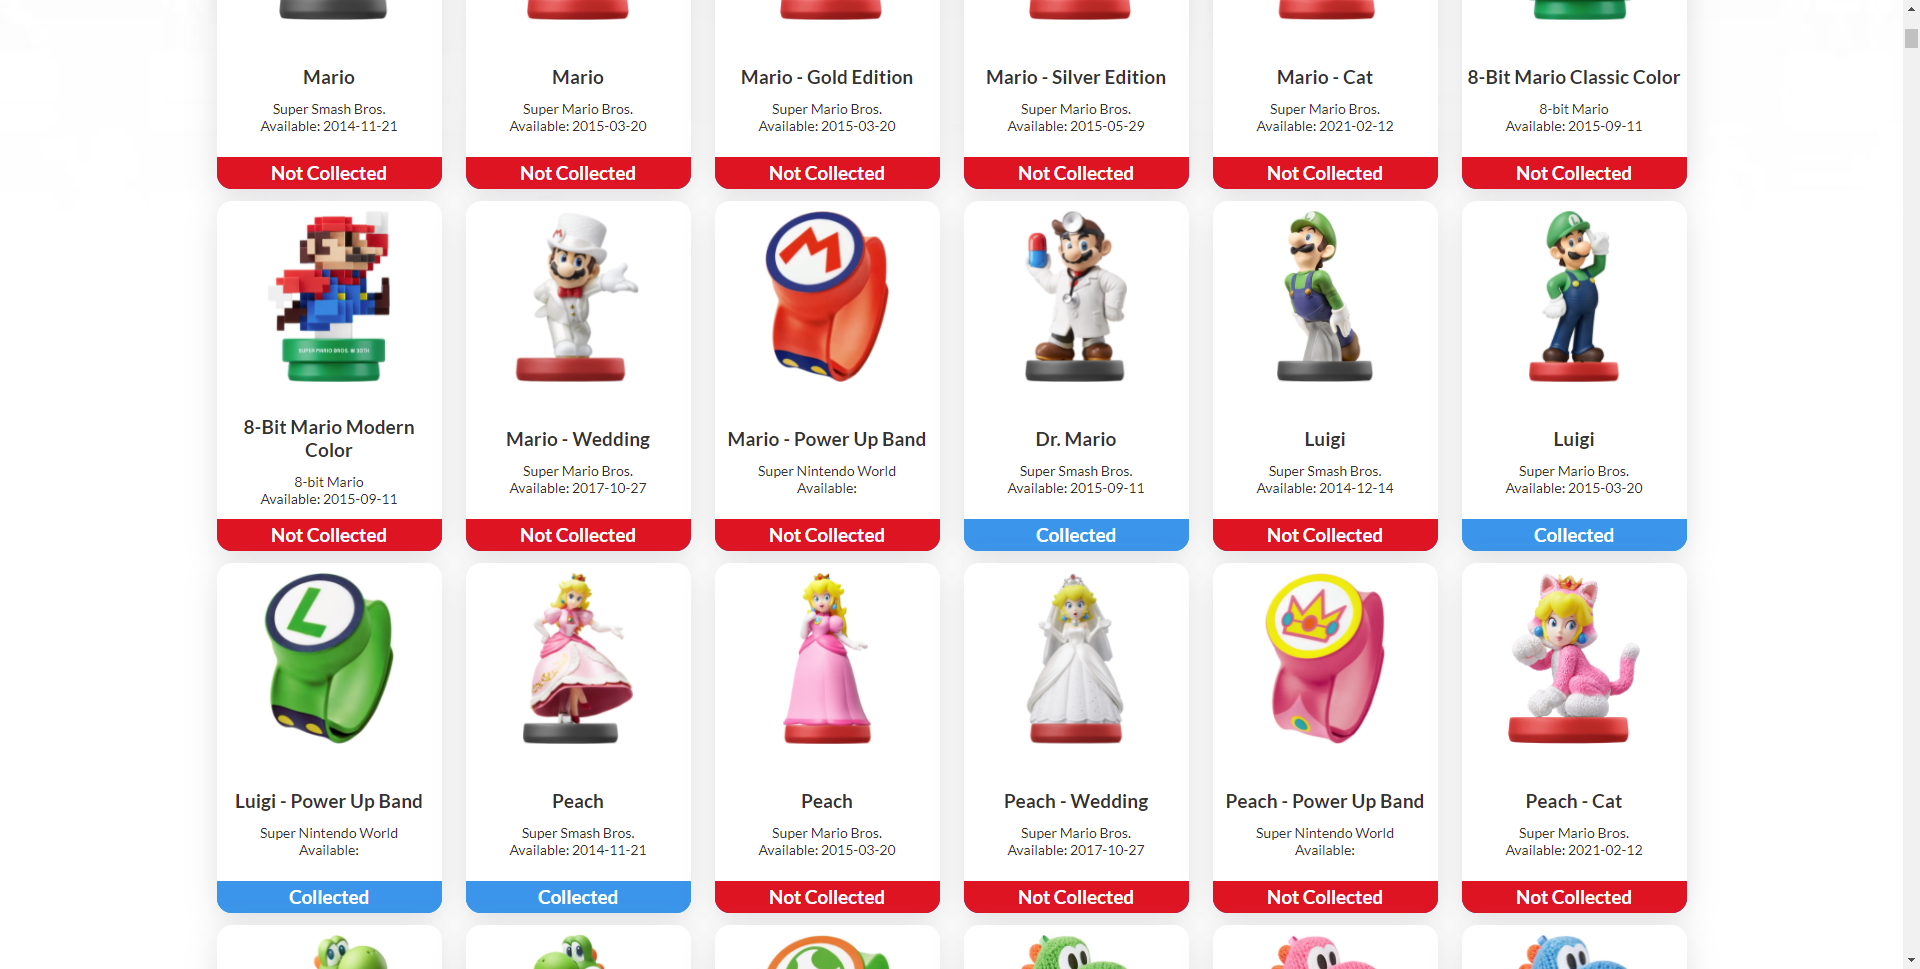 Mario
Super Smash Bros.
Available: 2014-11-21
Not Collected
Mario
Super Mario Bros.
Available: 2015-03-20
Not Collected
Mario - Gold Edition
Super Mario Bros.
Available: 2015-03-20
Not Collected
Mario - Silver Edition
Super Mario Bros.
Available: 2015-05-29
Not Collected
Mario - Cat
Super Mario Bros.
Available: 2021-02-12
Not Collected
8-Bit Mario Classic Color
8-bit Mario
Available: 2015-09-11
Not Collected
SUPER MARIO BROS. 30TH
8-Bit Mario Modern
Color
8-bit Mario
Available: 2015-09-11
Not Collected
Mario - Wedding
Super Mario Bros.
Available: 2017-10-27
Not Collected
M
Mario - Power Up Band
Super Nintendo World
Available:
Not Collected
Dr. Mario
Super Smash Bros.
Available: 2015-09-11
Collected
Luigi
Super Smash Bros.
Available: 2014-12-14
Not Collected
L
Luigi
Super Mario Bros.
Available: 2015-03-20
Collected
L
Luigi - Power Up Band
Super Nintendo World
Available:
Collected
Peach
Super Smash Bros.
Available: 2014-11-21
Collected
Peach
Super Mario Bros.
Available: 2015-03-20
Not Collected
Peach - Wedding
Super Mario Bros.
Available: 2017-10-27
Not Collected
Peach - Power Up Band
Super Nintendo World
Available:
Not Collected
Peach - Cat
Super Mario Bros.
Available: 2021-02-12
Not Collected